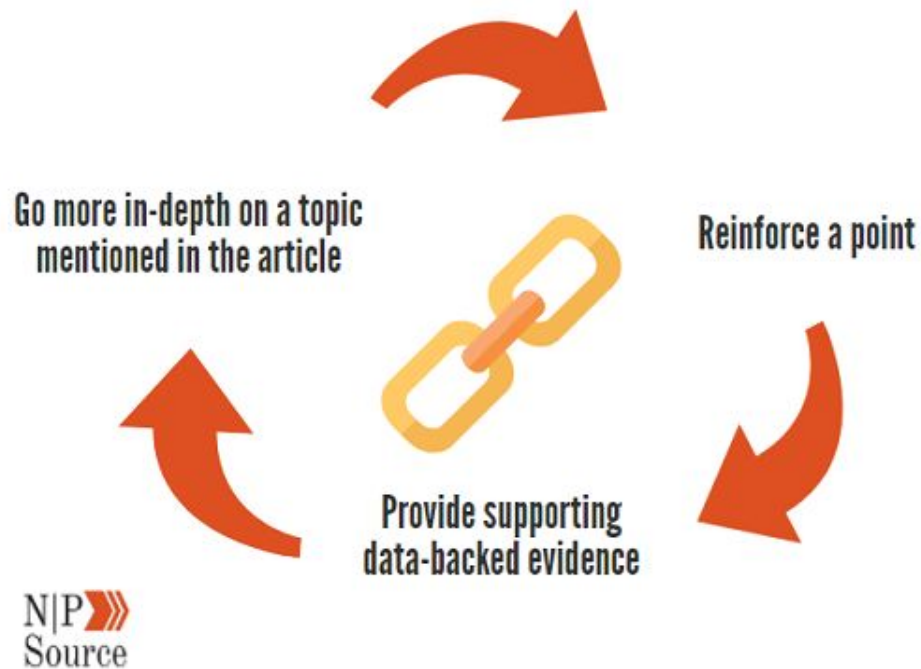 Go more in-depth on a topic
mentioned in the article
Reinforce a point
Provide supporting
data-backed evidence
N|P
Source